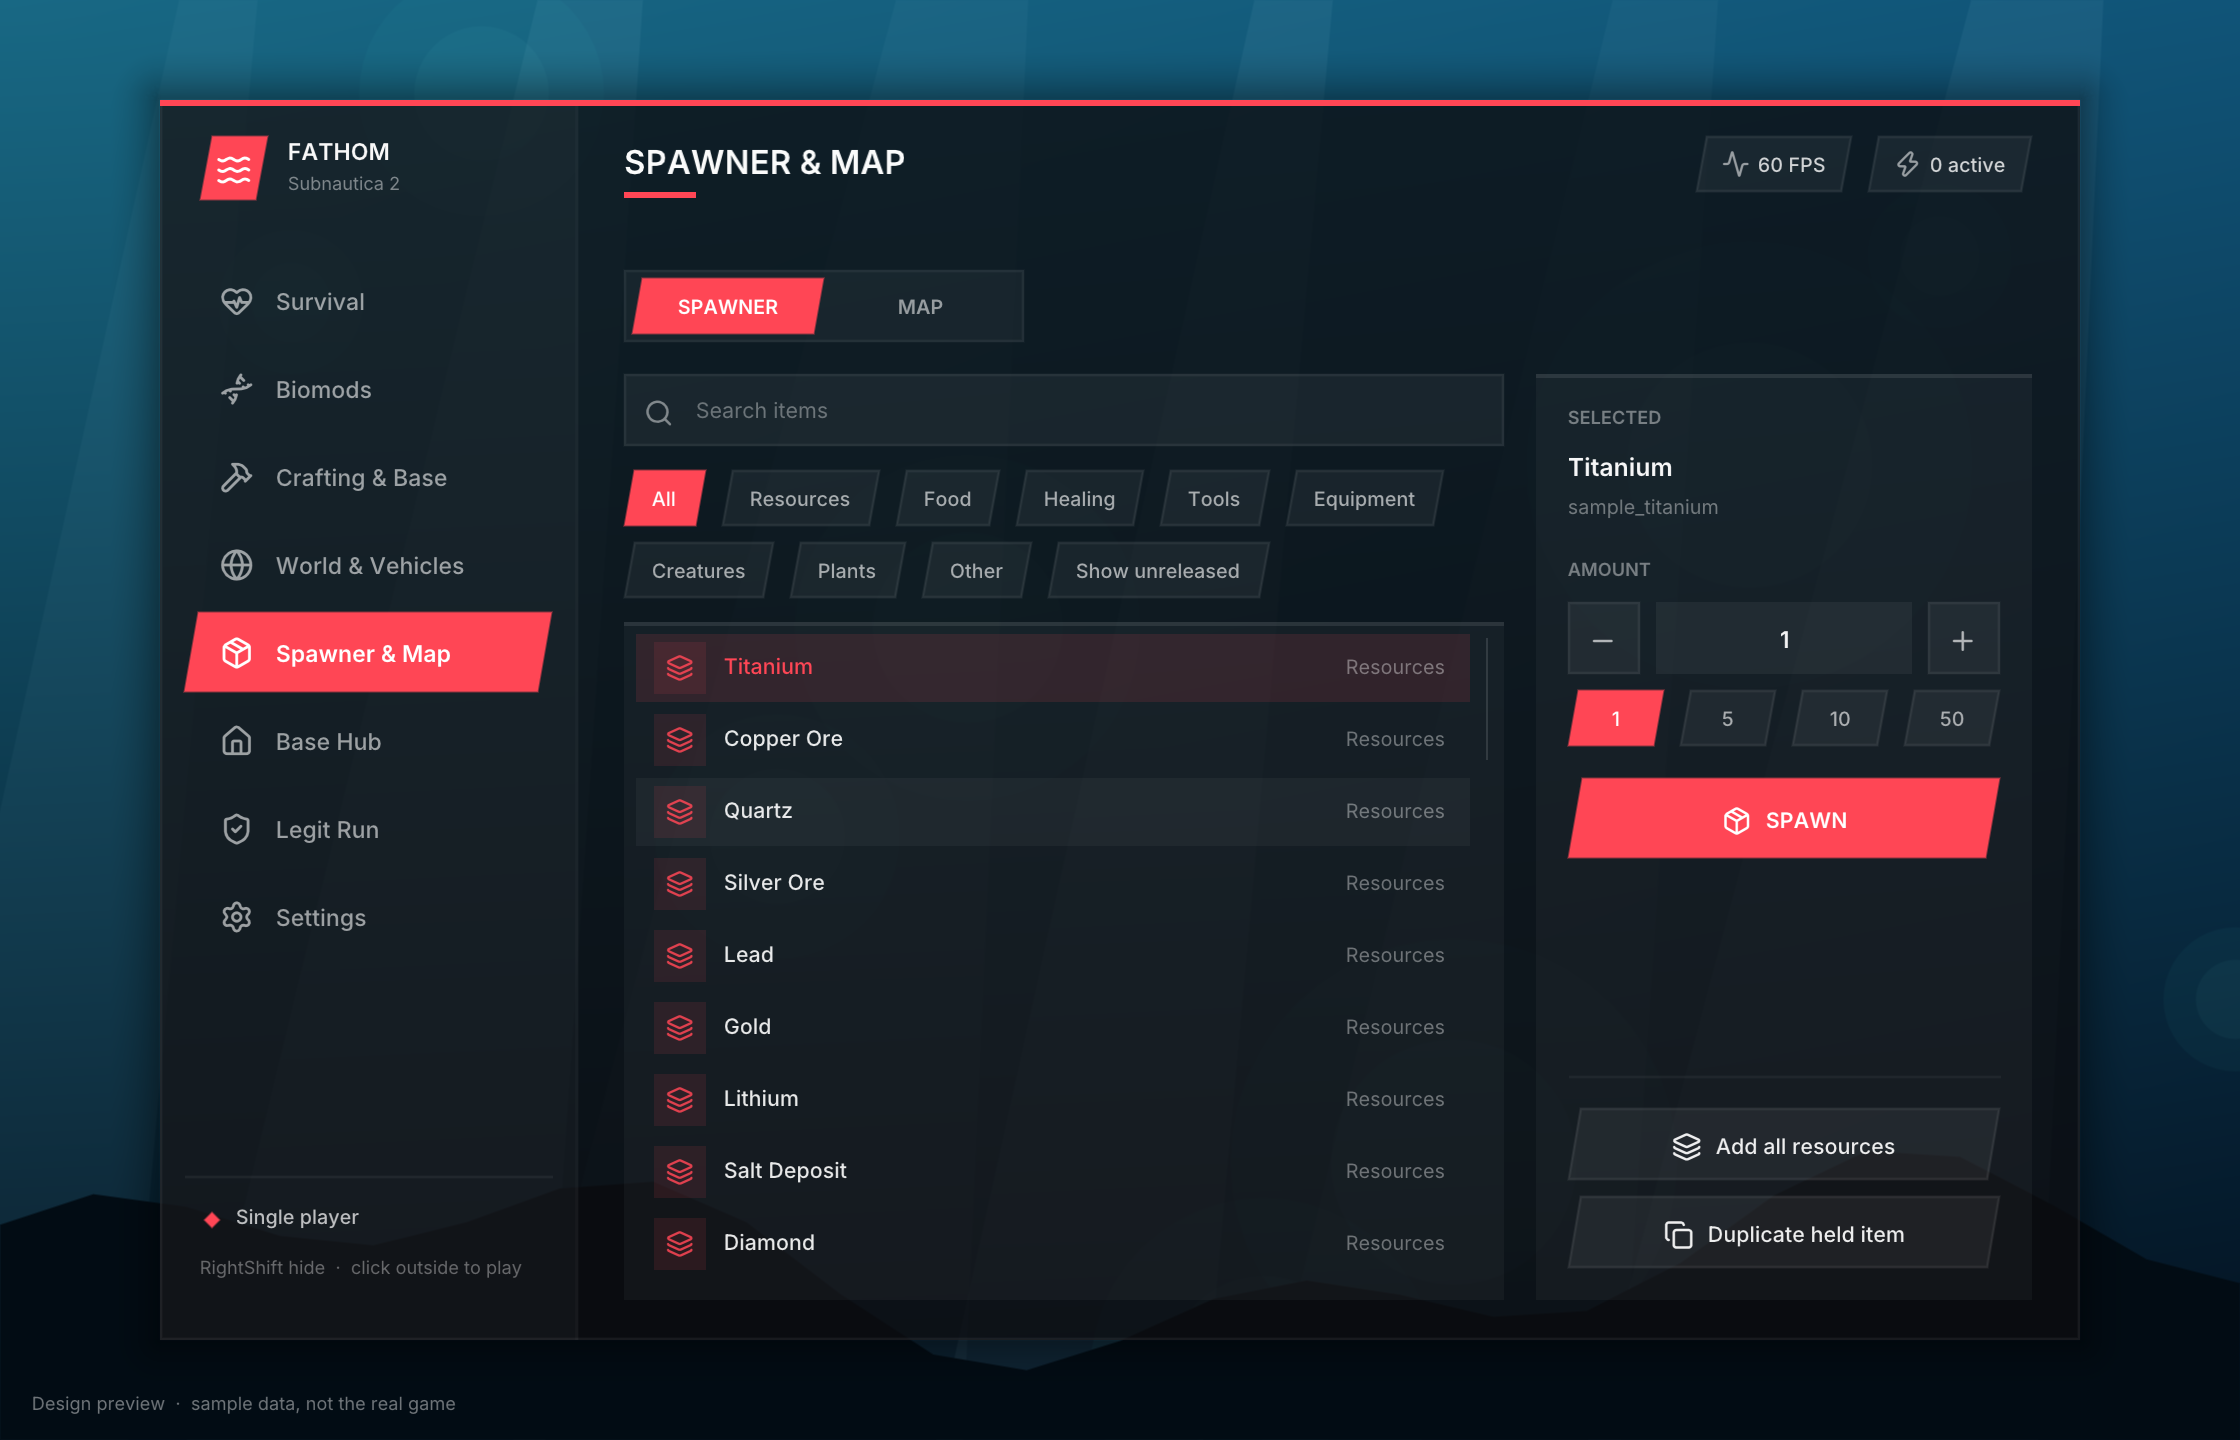 FATHOM
Subnautica 2
Survival
Biomods
Crafting & Base
World & Vehicles
Spawner & Map
Base Hub
Legit Run
Settings
Single player
RightShift hide · click outside to play
SPAWNER & MAP
60 FPS
0 active
SPAWNER
MAP
Search items
All
Resources
Food
Healing
Tools
Equipment
Creatures
Plants
Other
Show unreleased
Titanium Resources
Copper Ore Resources
Quartz Resources
Silver Ore Resources
Lead Resources
Gold Resources
Lithium Resources
Salt Deposit Resources
Diamond Resources
SELECTED
Titanium
sample_titanium
AMOUNT
1
1
5
10
50
SPAWN
Add all resources
Duplicate held item
Design preview · sample data, not the real game